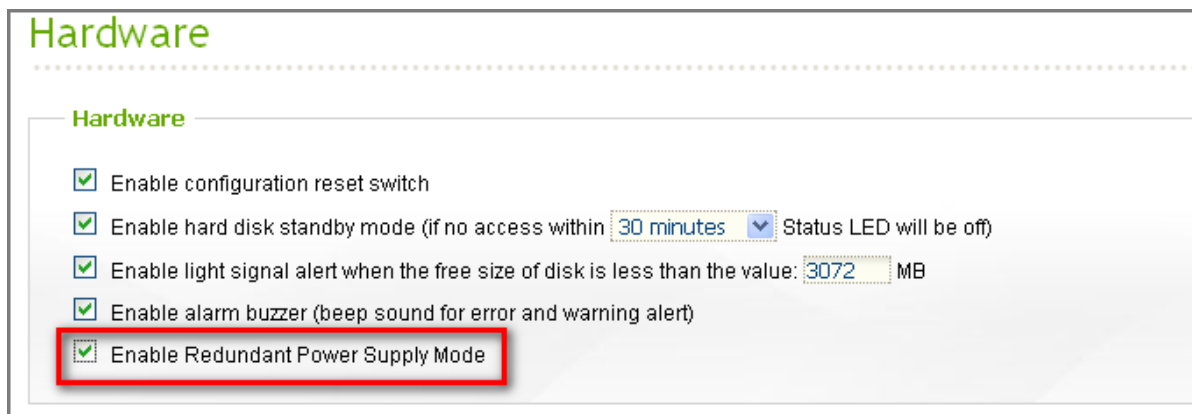 Hardware
Hardware
Enable configuration reset switch
Enable hard disk standby mode (if no access within 30 minutes Status LED will be off)
Enable light signal alert when the free size of disk is less than the value: 3072 MB
Enable alarm buzzer (beep sound for error and warning alert)
Enable Redundant Power Supply Mode